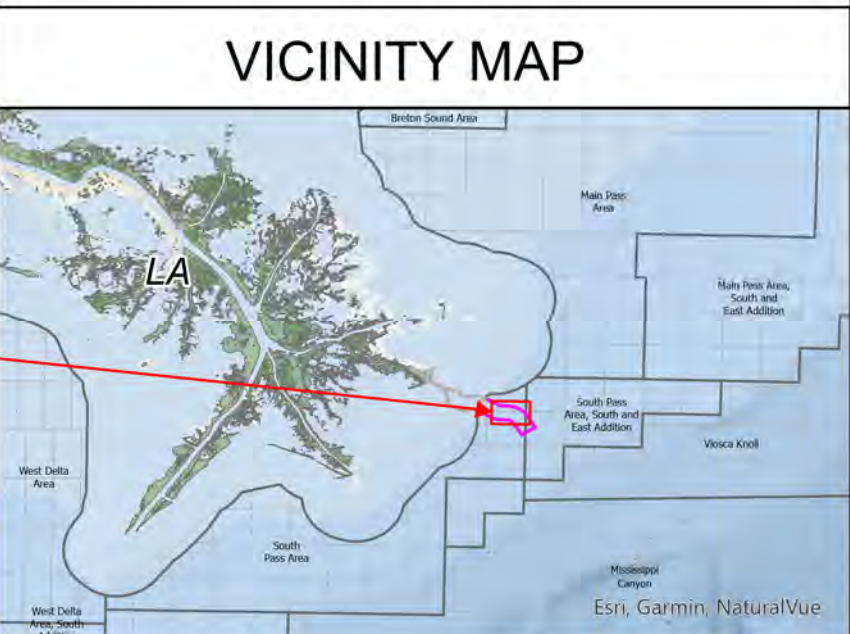 VICINITY MAP
Breton Sound Area
Main Pass
Area
LA
Main Pass Area,
South and
East Addition
South Pass
Area, South and
East Addition
Viosca Knoll
West Delta
Area
South
Pass Area
Mississippi
Canyon
Esri, Garmin, NaturalVue
West Delta
Area, South